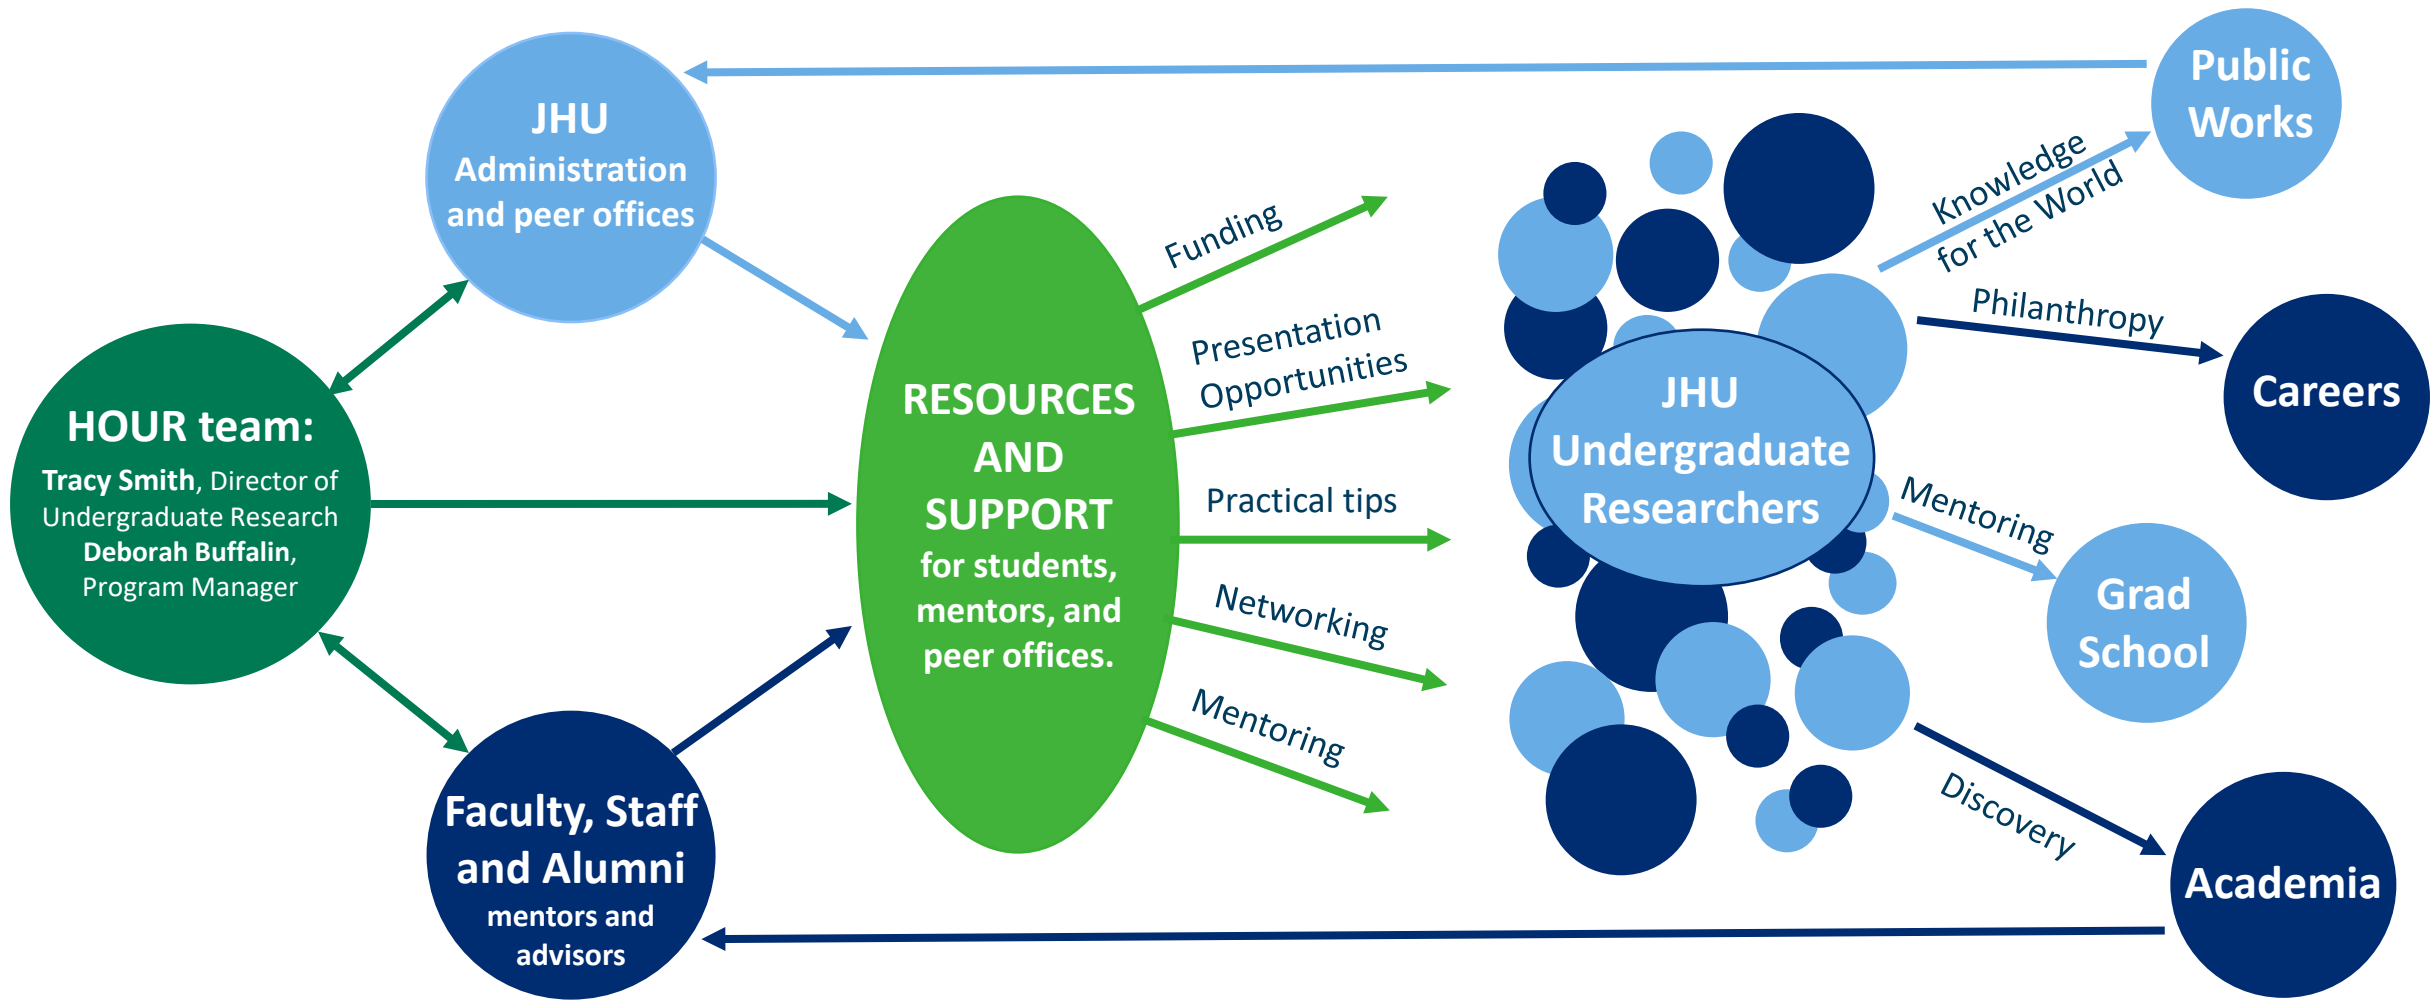 JHU
Administration
and peer offices
HOUR team:
Tracy Smith, Director of
Undergraduate Research
Deborah Buffalin,
Program Manager
Faculty, Staff
and Alumni
mentors and
advisors
RESOURCES
AND
SUPPORT
for students,
mentors, and
peer offices.
Funding
Presentation
Opportunities
Practical tips
Networking
Mentoring
JHU
Undergraduate
Researchers
Knowledge
for the World
Philanthropy
Mentoring
Discovery
Public
Works
Careers
Grad
School
Academia